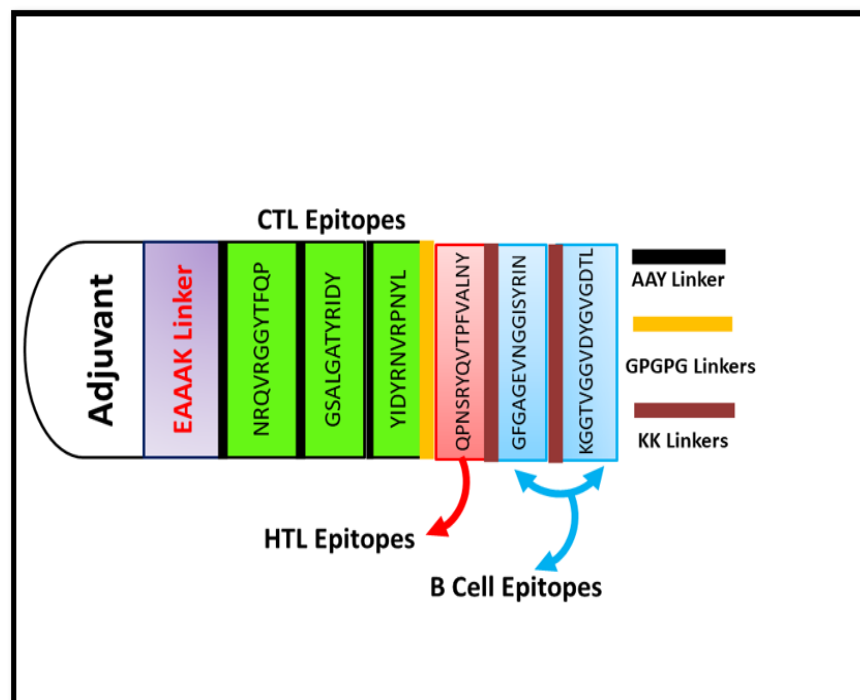 CTL Epitopes
Adjuvant
EAAAK Linker
NRQVRGGYTFQP
GSALGATYRIDY
YIDYRNVRPNYL
QPNSRYQVTPFVALNY
GFGAGEVNGGISYRIN
KGGTVGGVDYGVGDTL
AAY Linker
GPGPG Linkers
KK Linkers
HTL Epitopes
B Cell Epitopes